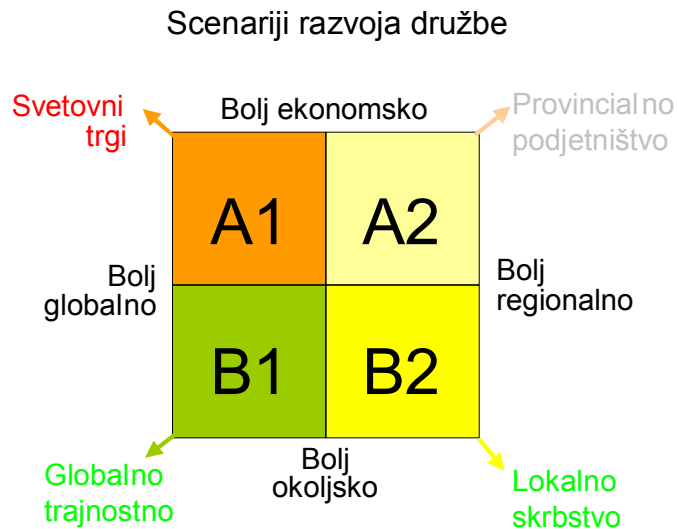 Scenariji razvoja družbe
Svetovni
trgi
Bolj ekonomsko
Provincialno
podjetništvo
A1
A2
Bolj
globalno
Bolj
regionalno
B1
B2
Globalno
trajnostno
Bolj
okoljsko
Lokalno
skrbstvo